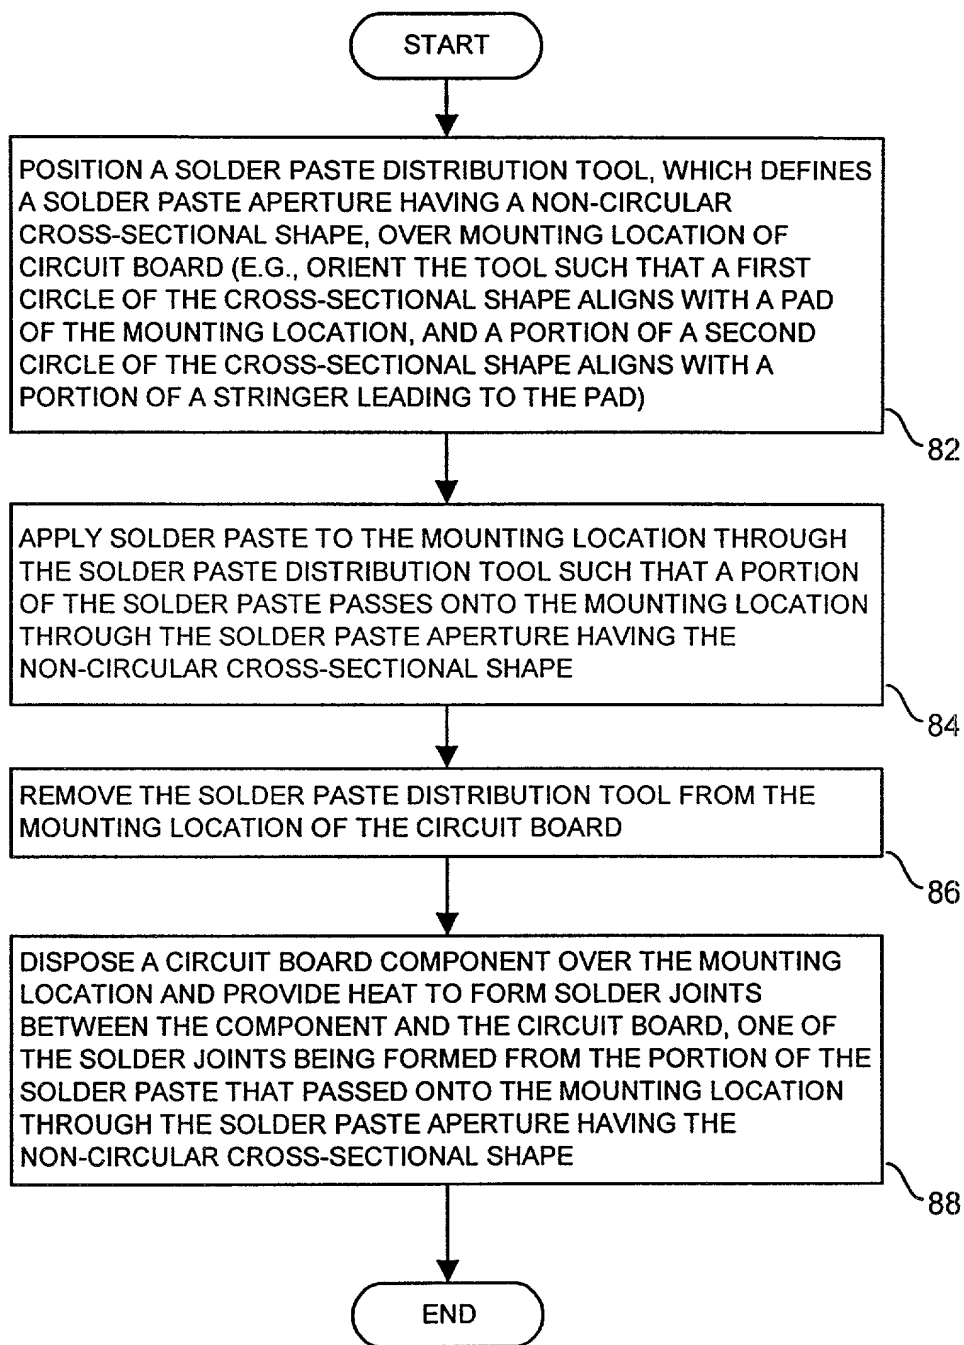 START
POSITION A SOLDER PASTE DISTRIBUTION TOOL, WHICH DEFINES
A SOLDER PASTE APERTURE HAVING A NON-CIRCULAR
CROSS-SECTIONAL SHAPE, OVER MOUNTING LOCATION OF
CIRCUIT BOARD (E.G., ORIENT THE TOOL SUCH THAT A FIRST
CIRCLE OF THE CROSS-SECTIONAL SHAPE ALIGNS WITH A PAD
OF THE MOUNTING LOCATION, AND A PORTION OF A SECOND
CIRCLE OF THE CROSS-SECTIONAL SHAPE ALIGNS WITH A
PORTION OF A STRINGER LEADING TO THE PAD)
82
APPLY SOLDER PASTE TO THE MOUNTING LOCATION THROUGH
THE SOLDER PASTE DISTRIBUTION TOOL SUCH THAT A PORTION
OF THE SOLDER PASTE PASSES ONTO THE MOUNTING LOCATION
THROUGH THE SOLDER PASTE APERTURE HAVING THE
NON-CIRCULAR CROSS-SECTIONAL SHAPE
84
REMOVE THE SOLDER PASTE DISTRIBUTION TOOL FROM THE
MOUNTING LOCATION OF THE CIRCUIT BOARD
86
DISPOSE A CIRCUIT BOARD COMPONENT OVER THE MOUNTING
LOCATION AND PROVIDE HEAT TO FORM SOLDER JOINTS
BETWEEN THE COMPONENT AND THE CIRCUIT BOARD, ONE OF
THE SOLDER JOINTS BEING FORMED FROM THE PORTION OF THE
SOLDER PASTE THAT PASSED ONTO THE MOUNTING LOCATION
THROUGH THE SOLDER PASTE APERTURE HAVING THE
NON-CIRCULAR CROSS-SECTIONAL SHAPE
88
END